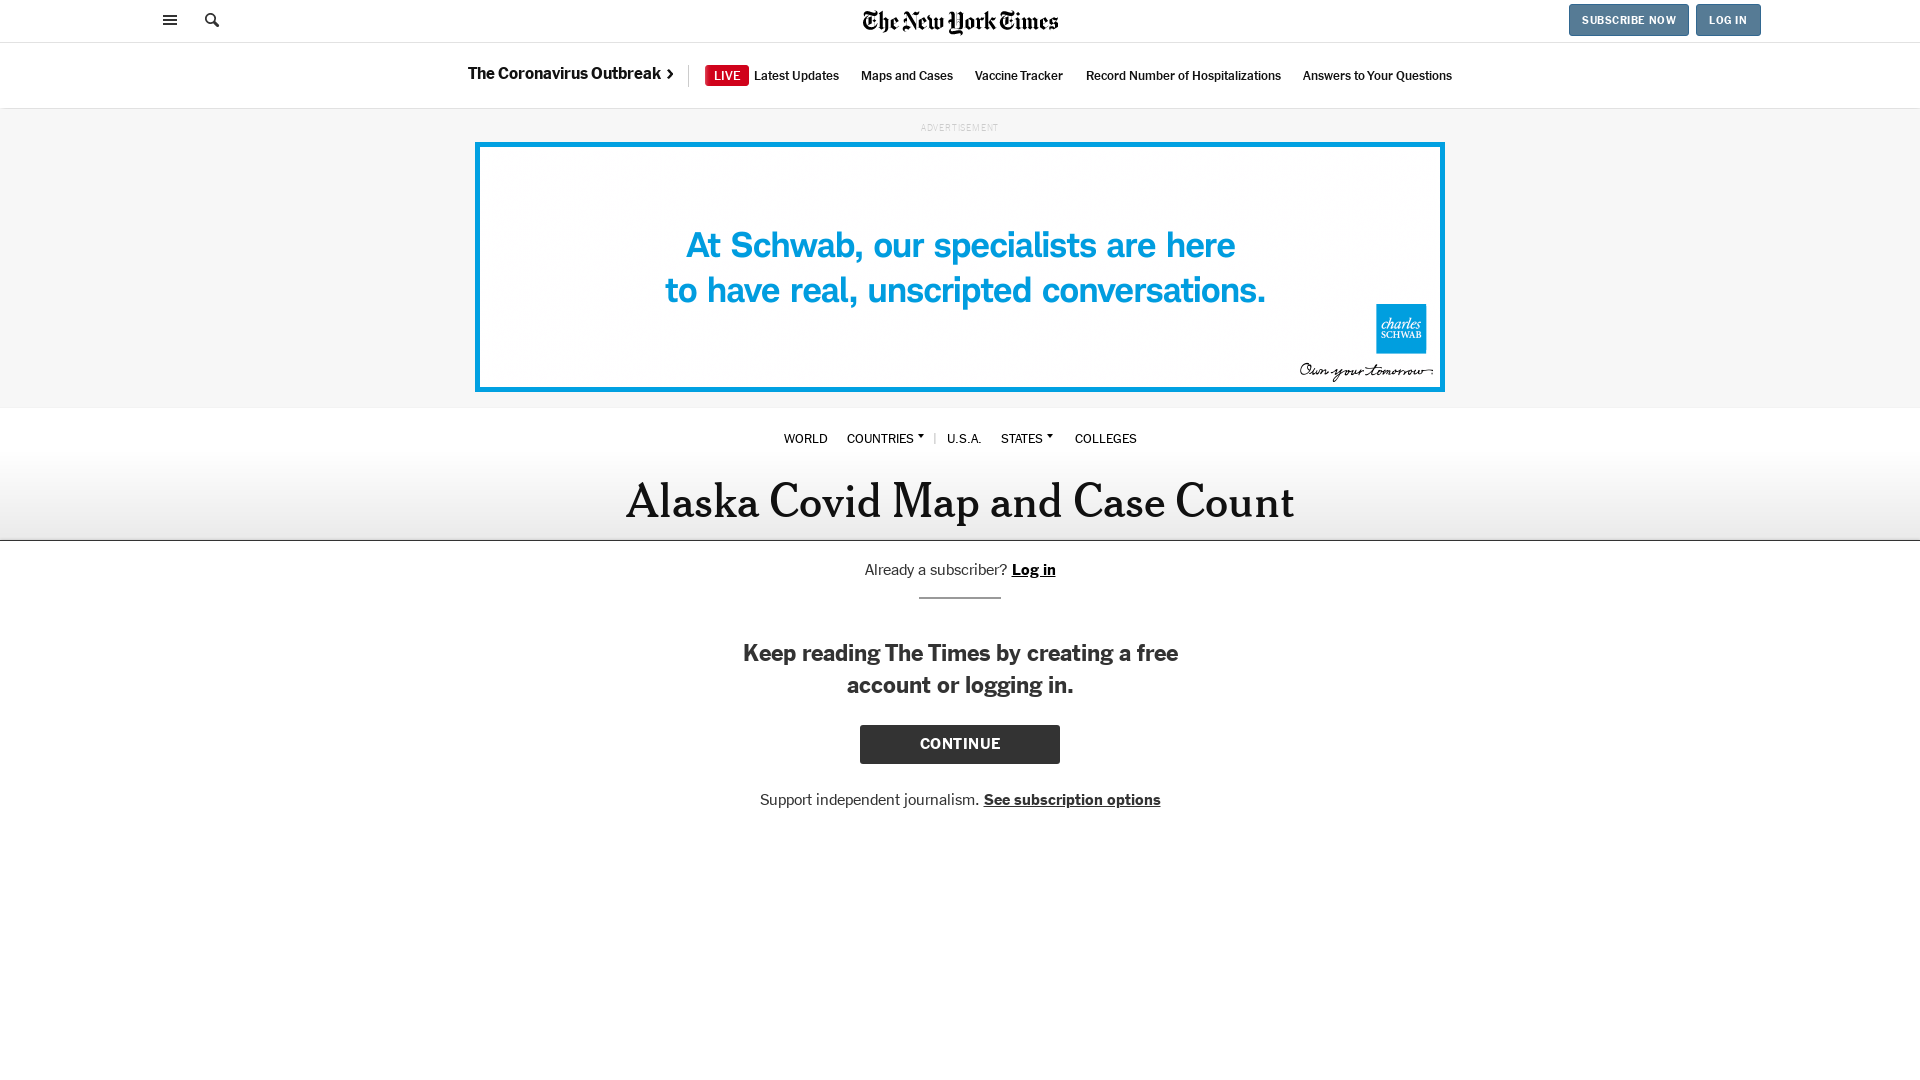 The New York Times
SUBSCRIBE NOW
LOG IN
The Coronavirus Outbreak
LIVE Latest Updates
Maps and Cases
Vaccine Tracker
Record Number of Hospitalizations
Answers to Your Questions
ADVERTISEMENT
At Schwab, our specialists are here
to have real, unscripted conversations.
charles
SCHWAB
Own your tomorrow.
WORLD
COUNTRIES
U.S.A.
STATES
COLLEGES
Alaska Covid Map and Case Count
Already a subscriber? Log in
Keep reading The Times by creating a free
account or logging in.
CONTINUE
Support independent journalism. See subscription options